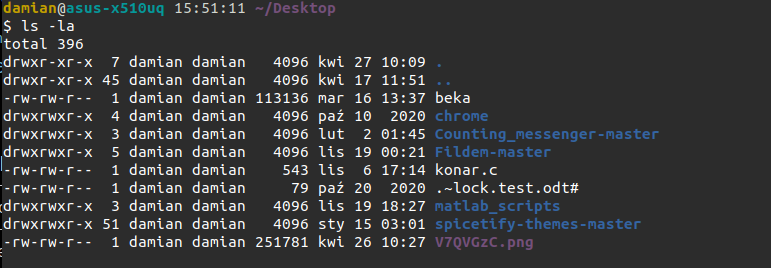 damian@asus-x510uq 15:51:11 ~/Desktop
$ ls -la
total 396
drwxr-xr-x  7 damian damian   4096 kwi 27 10:09 .
drwxr-xr-x 45 damian damian   4096 kwi 17 11:51 ..
-rw-rw-r--  1 damian damian 113136 mar 16 13:37 beka
drwxrwxr-x  4 damian damian   4096 paź 10  2020 chrome
drwxrwxr-x  3 damian damian   4096 lut  2 01:45 Counting_messenger-master
drwxrwxr-x  5 damian damian   4096 lis 19 00:21 Fildem-master
-rw-rw-r--  1 damian damian    543 lis  6 17:14 konar.c
-rw-rw-r--  1 damian damian     79 paź 20  2020 .~lock.test.odt#
drwxrwxr-x  3 damian damian   4096 lis 19 18:27 matlab_scripts
drwxrwxr-x 51 damian damian   4096 sty 15 03:01 spicetify-themes-master
-rw-rw-r--  1 damian damian 251781 kwi 26 10:27 V7QVGzC.png